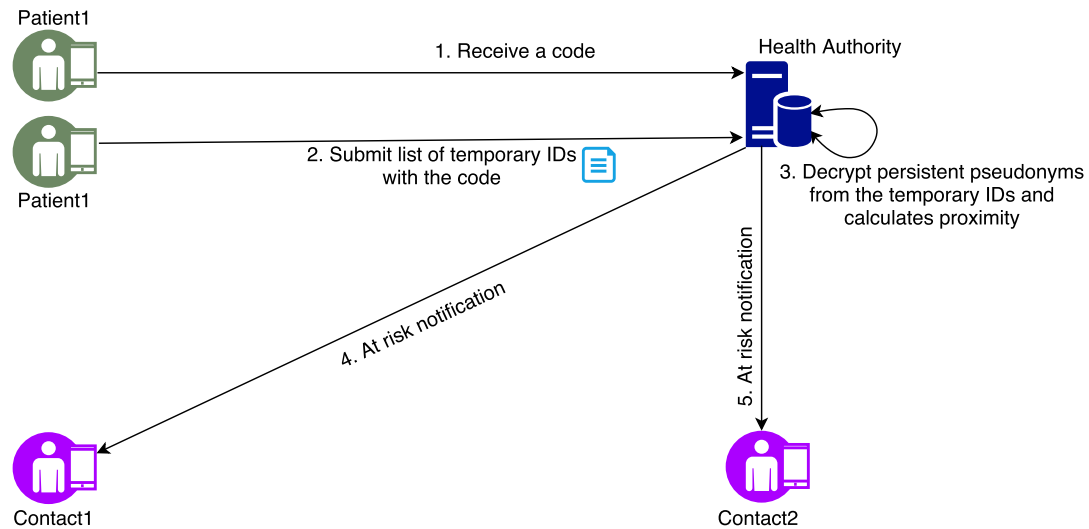 Patient1
1. Receive a code
Health Authority
2. Submit list of temporary IDs
with the code
Patient1
3. Decrypt persistent pseudonyms
from the temporary IDs and
calculates proximity
4. At risk notification
5. At risk notification
Contact1
Contact2